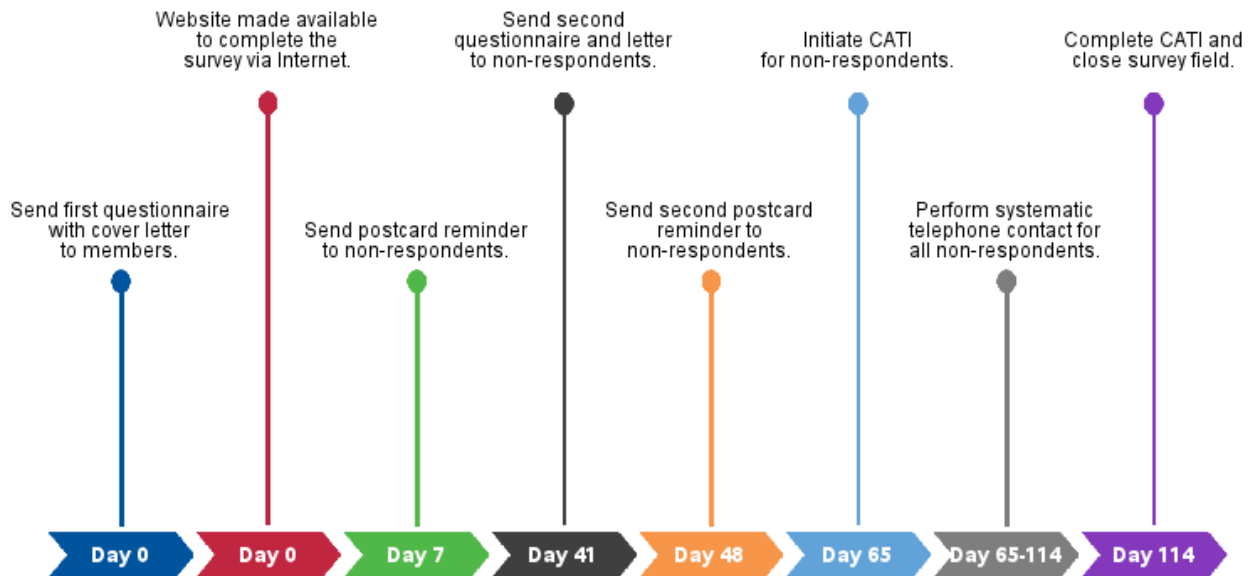 Website made available
to complete the
survey via Internet.
Send second
questionnaire and letter
to non-respondents.
Initiate CATI
for non-respondents.
Complete CATI and
close survey field.
Send first questionnaire
with cover letter
to members.
Send postcard reminder
to non-respondents.
Send second postcard
reminder to
non-respondents.
Perform systematic
telephone contact for
all non-respondents.
Day 0
Day 0
Day 7
Day 41
Day 48
Day 65
Day 65-114
Day 114